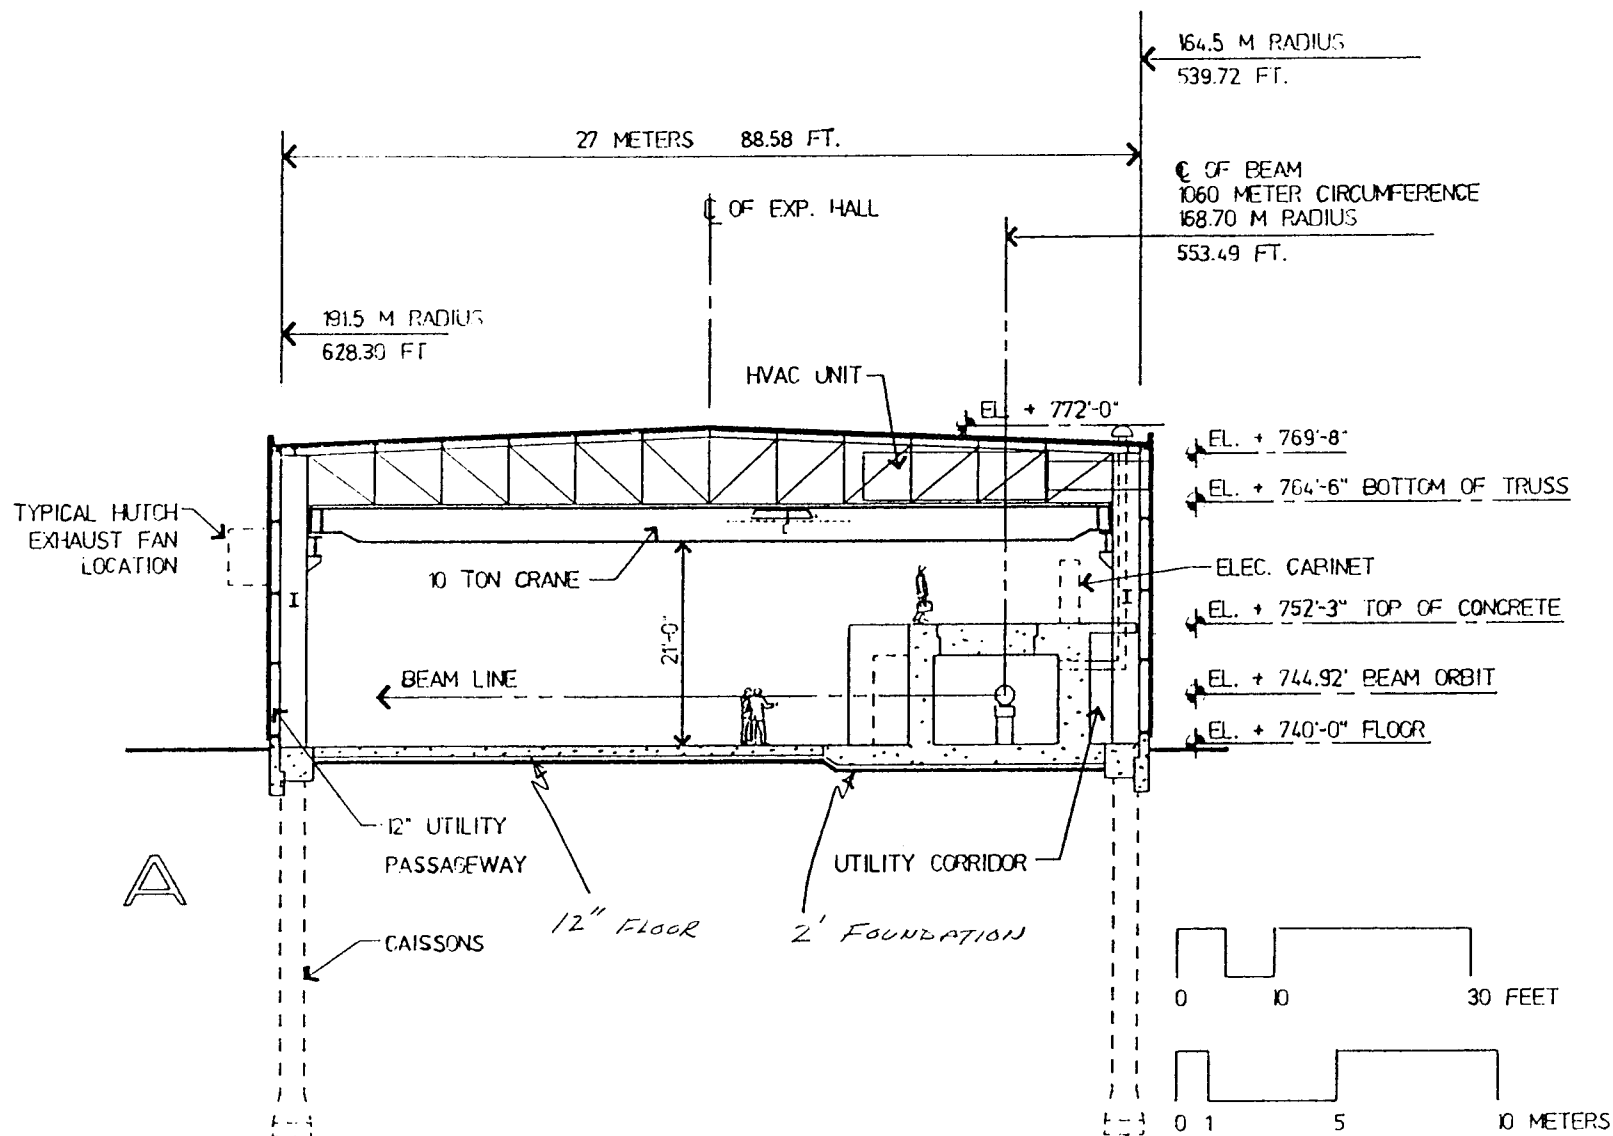 164.5 M RADIUS
539.72 FT.
27 METERS 88.58 FT.
℄ OF BEAM
1060 METER CIRCUMFERENCE
168.70 M RADIUS
553.49 FT.
℄ OF EXP. HALL
191.5 M RADIUS
628.30 FT
HVAC UNIT
EL. + 772'-0"
EL. + 769'-8"
EL. + 764'-6" BOTTOM OF TRUSS
TYPICAL HUTCH
EXHAUST FAN
LOCATION
10 TON CRANE
ELEC. CABINET
EL. + 752'-3" TOP OF CONCRETE
21'-0"
BEAM LINE
EL. + 744.92' BEAM ORBIT
EL. + 740'-0" FLOOR
12" UTILITY
PASSAGEWAY
UTILITY CORRIDOR
A
12" FLOOR
2' FOUNDATION
CAISSONS
0 10 30 FEET
0 1 5 10 METERS